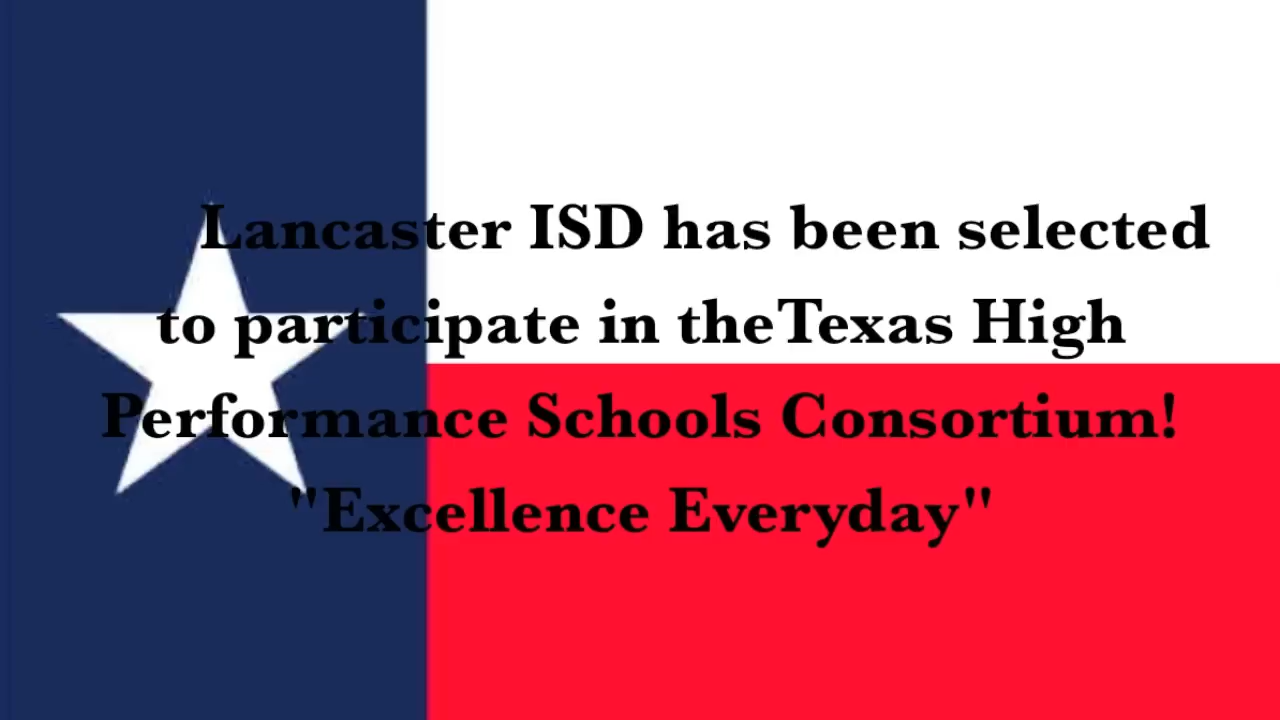 Lancaster ISD has been selected
to participate in theTexas High
Performance Schools Consortium!
"Excellence Everyday"